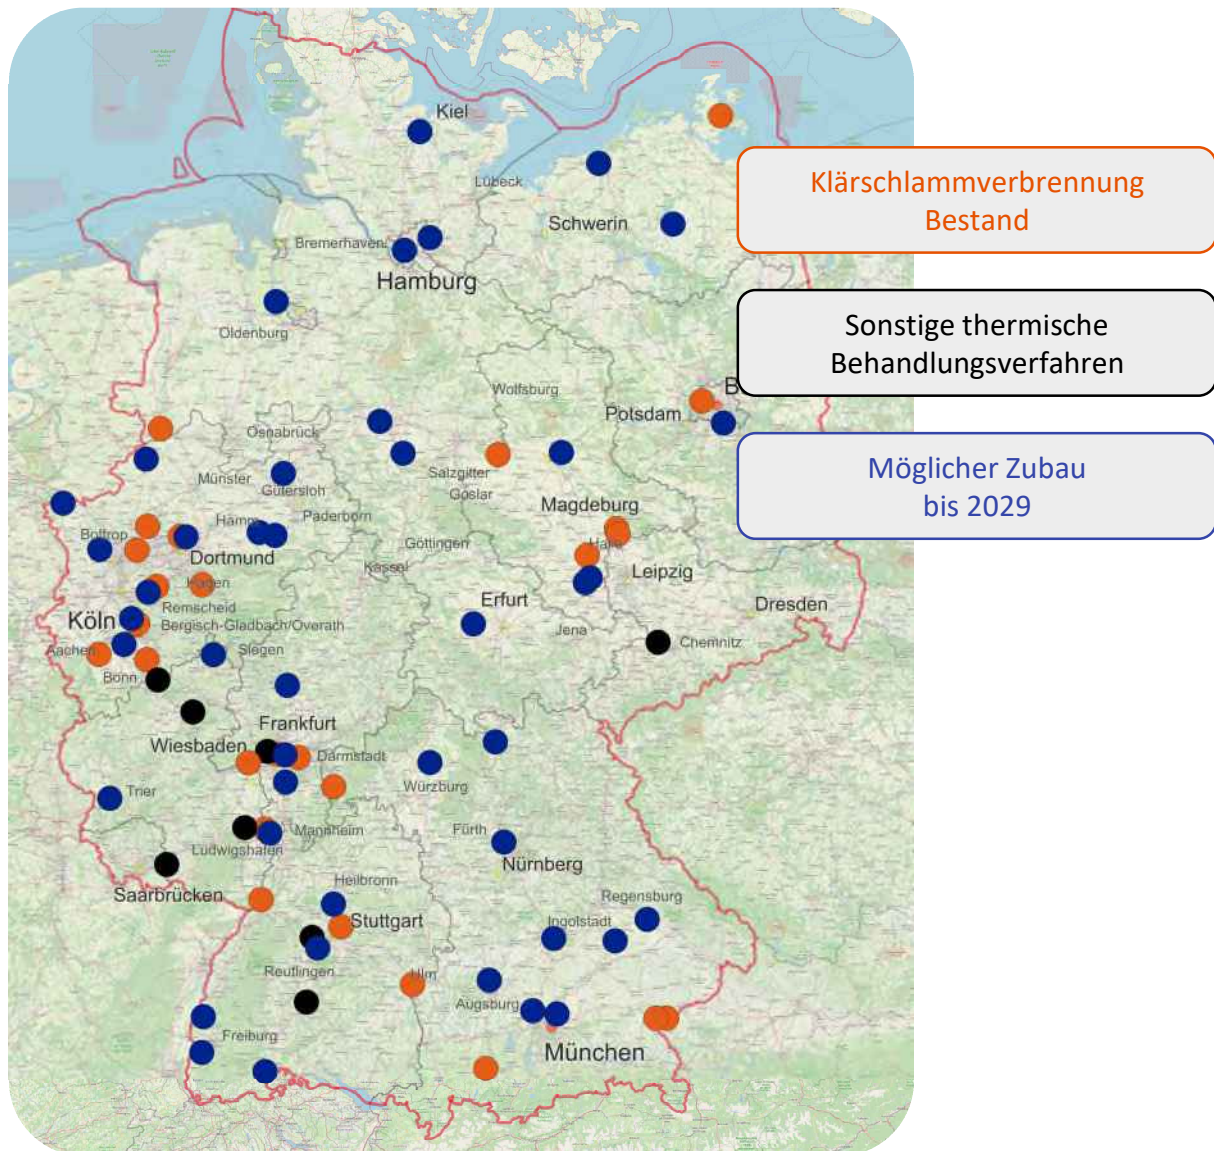 Kiel
Lübeck
Schwerin
Bremerhaven
Hamburg
Oldenburg
Klärschlammverbrennung
Bestand
Sonstige thermische
Behandlungsverfahren
Möglicher Zubau
bis 2029
Wolfsburg
B
Potsdam
Osnabrück
Salzgitter
Münster
Gütersloh
Goslar
Magdeburg
Paderborn
Hamm
Bottrop
Dortmund
Göttingen
Halle
Leipzig
Kassel
Hagen
Remscheid
Erfurt
Dresden
Köln
Bergisch-Gladbach/Overath
Jena
Chemnitz
Aachen
Siegen
Bonn
Frankfurt
Wiesbaden
Darmstadt
Trier
Würzburg
Mannheim
Fürth
Ludwigshafen
Nürnberg
Saarbrücken
Heilbronn
Regensburg
Stuttgart
Ingolstadt
Reutlingen
Ulm
Augsburg
Freiburg
München